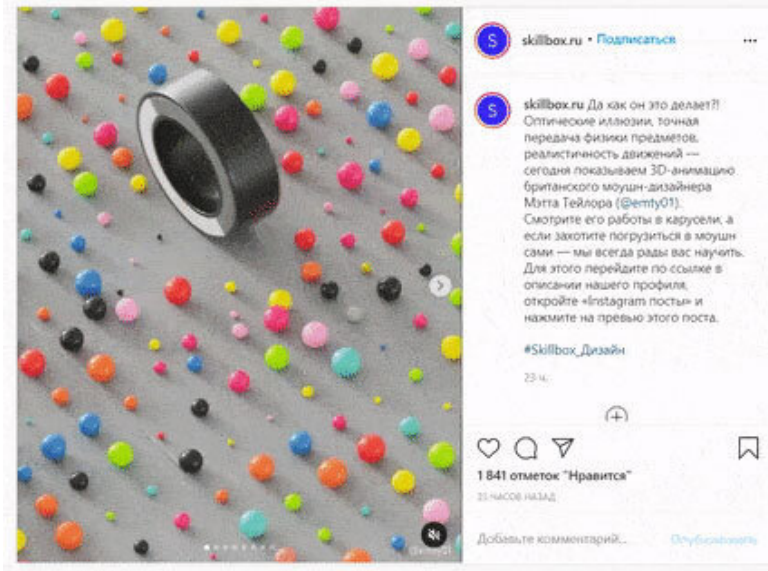 skillbox.ru • Подписаться
skillbox.ru Да как он это делает?!
Оптические иллюзии, точная
передача физики предметов,
реалистичность движений —
сегодня показываем 3D-анимацию
британского моушн-дизайнера
Мэтта Тейлора (@emty01).
Смотрите его работы в карусели, а
если захотите погрузиться в моушн
сами — мы всегда рады вас научить.
Для этого перейдите по ссылке в
описании нашего профиля,
откройте «Instagram посты» и
нажмите на превью этого поста.
#Skillbox_Дизайн
23 ч.
1 841 отметок "Нравится"
ЧАСОВ НАЗАД
Добавьте комментарий...
Опубликовать